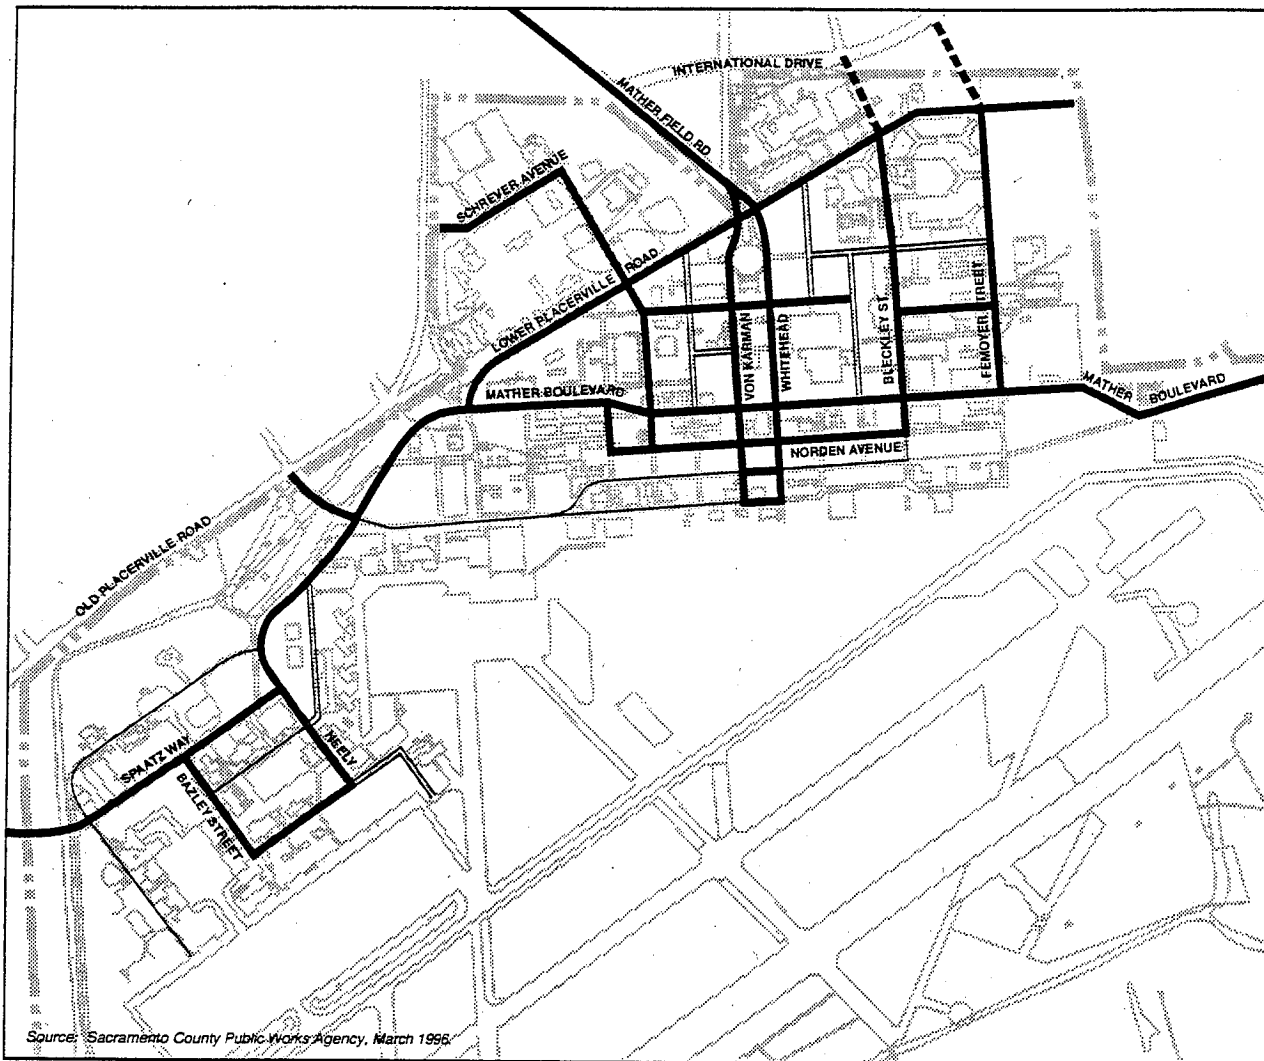 INTERNATIONAL DRIVE
MATHER FIELD RD
SCHREVER AVENUE
LOWER PLACERVILLE ROAD
VON KARMAN
WHITEHEAD
BLECKLEY ST.
FEMOYER STREET
MATHER BOULEVARD
MATHER BOULEVARD
NORDEN AVENUE
OLD PLACERVILLE ROAD
SPAATZ WAY
NEELY
BAZLEY STREET
Source: Sacramento County Public Works Agency, March 1996.